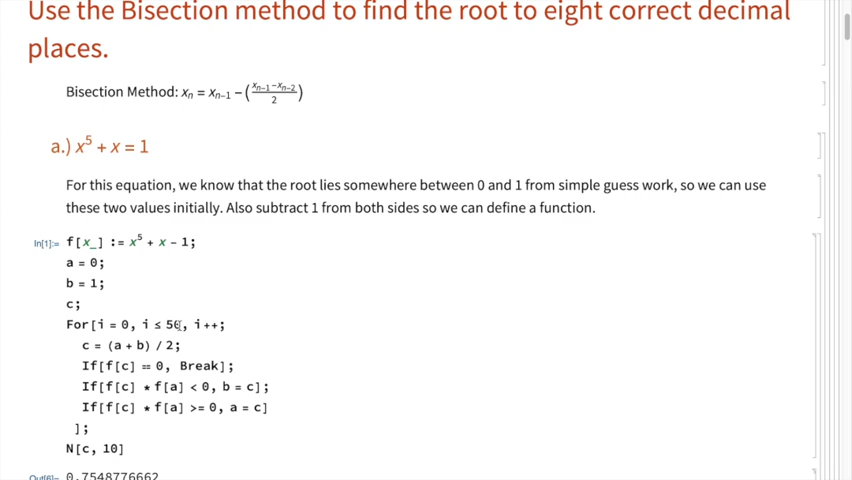 Use the Bisection method to find the root to eight correct decimal
places.
Bisection Method: xₙ = xₙ₋₁ − ((xₙ₋₁−xₙ₋₂)/2)
a.) x⁵ + x = 1
For this equation, we know that the root lies somewhere between 0 and 1 from simple guess work, so we can use
these two values initially. Also subtract 1 from both sides so we can define a function.
In[1]:= f[x_] := x⁵ + x - 1;
a = 0;
b = 1;
c;
For[i = 0, i ≤ 50, i++;
c = (a + b) / 2;
If[f[c] == 0, Break];
If[f[c] * f[a] < 0, b = c];
If[f[c] * f[a] >= 0, a = c]
];
N[c, 10]
Out[6]= 0.7548776662